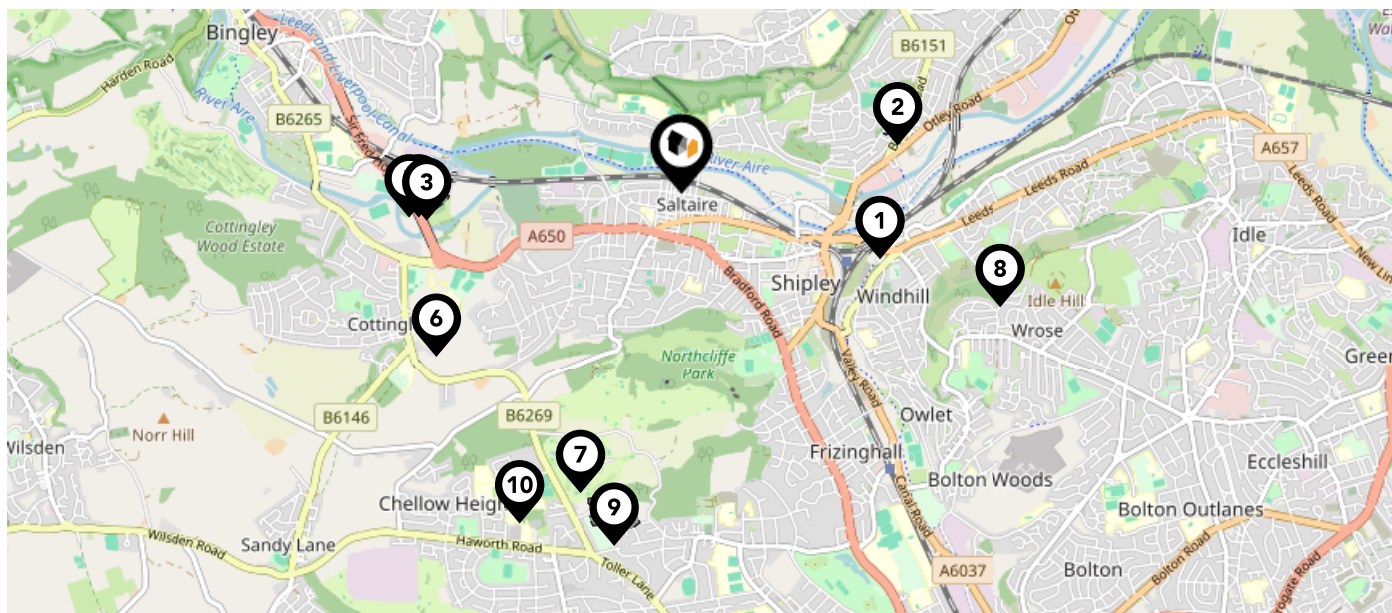 Bingley
Leeds and Liverpool Canal
Harden Road
River Aire
B6265
B6151
2
Otley Road
A657
3
River Aire
Saltaire
Leeds Road
Leeds
Leeds Road
1
Cottingley
Wood Estate
A650
Idle
8
Idle Hill
Shipley
Windhill
Bradford Road
Wrose
6
Northcliffe
Park
Valley Road
B6146
B6269
Norr Hill
Wilsden
Owlet
Frizinghall
7
Eccleshill
10
Chellow Heigh
9
Bolton Woods
Canal Road
Bolton Outlanes
Wilsden Road
Sandy Lane
Haworth Road
Toller Lane
A6037
Bolton
Bolton Road